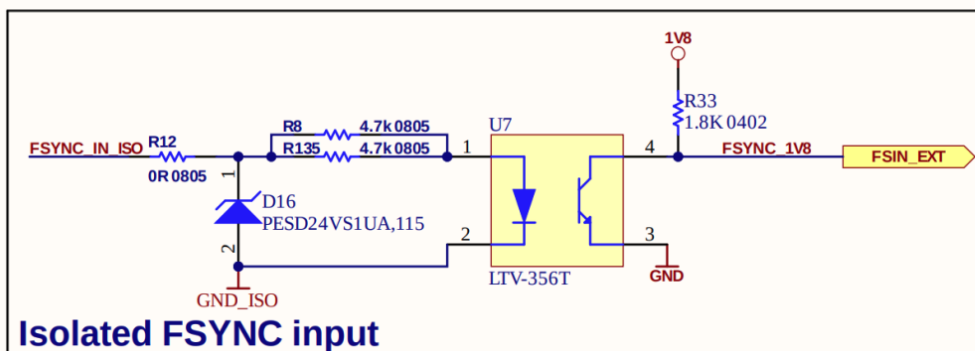 1V8
R33
1.8K 0402
U7
R8 4.7k 0805
R135 4.7k 0805
FSYNC_IN_ISO R12 1 4 FSYNC_1V8 FSIN_EXT
0R 0805
1
D16
PESD24VS1UA,115
2
2 3
GND_ISO
LTV-356T
GND
Isolated FSYNC input